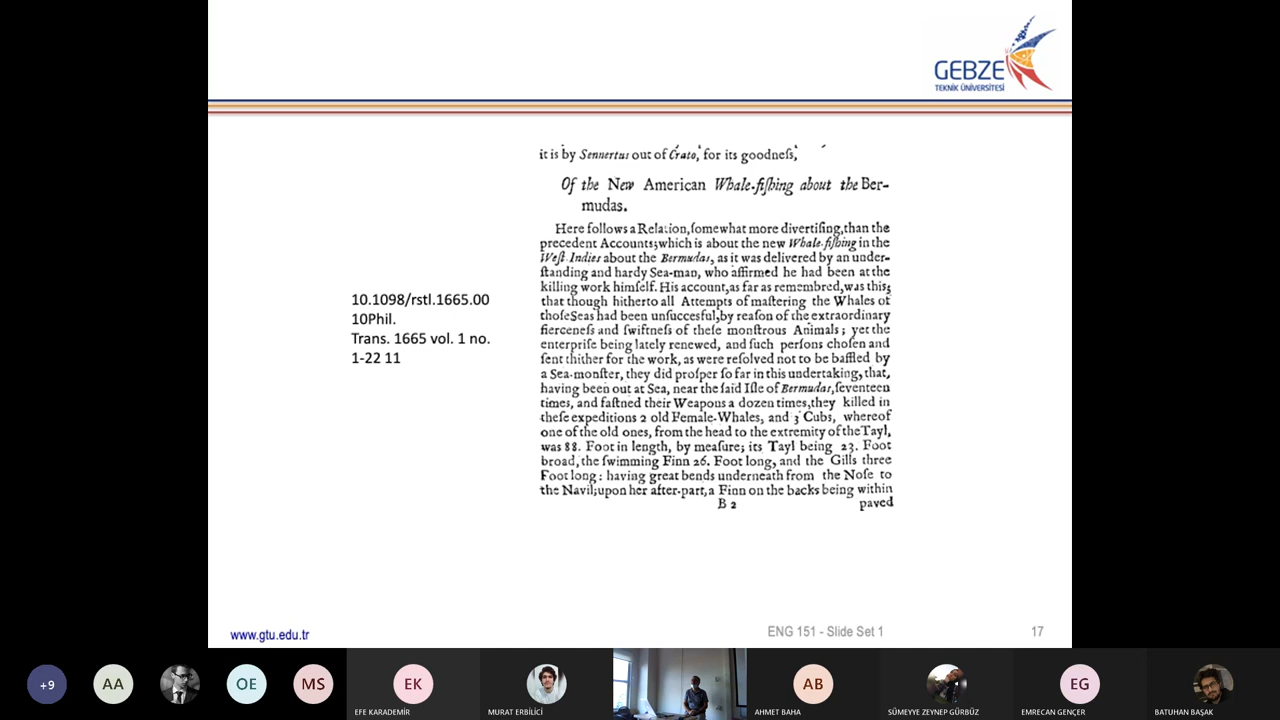 GEBZE
TEKNİK ÜNİVERSİTESİ
it is by Sennertus out of Crato, for its goodneſs,
Of the New American Whale-fiſhing about the Ber-
mudas.
Here follows a Relation, ſomewhat more divertiſing, than the
precedent Accounts; which is about the new Whale-fiſhing in the
Weſt-Indies about the Bermudas, as it was delivered by an under-
ſtanding and hardy Sea-man, who affirmed he had been at the
killing work himſelf. His account, as far as remembred, was this;
that though hitherto all Attempts of maſtering the Whales of
thoſe Seas had been unſucceſful, by reaſon of the extraordinary
fierceneſs and ſwiftneſs of theſe monſtrous Animals; yet the
enterpriſe being lately renewed, and ſuch perſons choſen and
ſent thither for the work, as were reſolved not to be baffled by
a Sea-monſter, they did proſper ſo far in this undertaking, that,
having been out at Sea, near the ſaid Iſle of Bermudas, ſeventeen
times, and faſtned their Weapons a dozen times, they killed in
theſe expeditions 2 old Female-Whales, and 3 Cubs, whereof
one of the old ones, from the head to the extremity of the Tayl,
was 88. Foot in length, by meaſure; its Tayl being 23. Foot
broad, the ſwimming Finn 26. Foot long, and the Gills three
Foot long: having great bends underneath from the Noſe to
the Navil; upon her after-part, a Finn on the back; being within
B 2 paved
10.1098/rstl.1665.00
10Phil.
Trans. 1665 vol. 1 no.
1-22 11
www.gtu.edu.tr
ENG 151 - Slide Set 1
17
+9
AA
OE
MS
EK
EFE KARADEMİR
MURAT ERBİLİCİ
AB
AHMET BAHA
SÜMEYYE ZEYNEP GÜRBÜZ
EG
EMRECAN GENÇER
BATUHAN BAŞAK